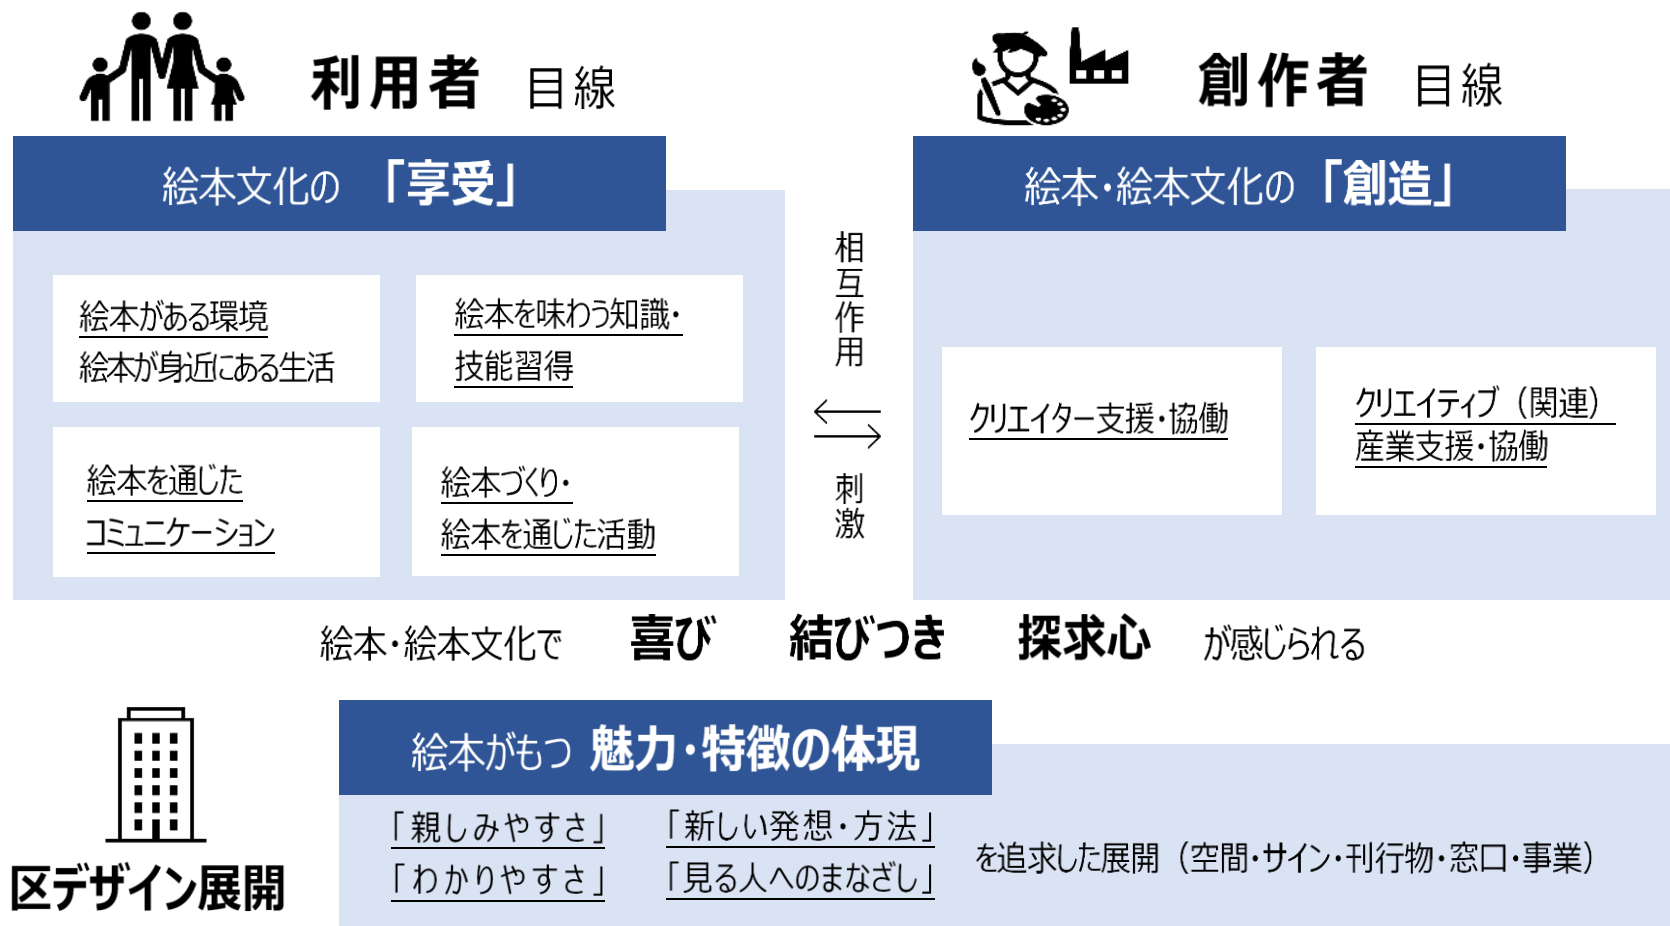 利用者 目線
絵本文化の「享受」
絵本がある環境
絵本が身近にある生活
絵本を味わう知識・
技能習得
絵本を通じた
コミュニケーション
絵本づくり・
絵本を通じた活動
相互作用
刺激
創作者 目線
絵本・絵本文化の「創造」
クリエイター支援・協働
クリエイティブ（関連）
産業支援・協働
絵本・絵本文化で 喜び 結びつき 探求心 が感じられる
区デザイン展開
絵本がもつ 魅力・特徴の体現
「親しみやすさ」 「新しい発想・方法」
「わかりやすさ」 「見る人へのまなざし」
を追求した展開（空間・サイン・刊行物・窓口・事業）